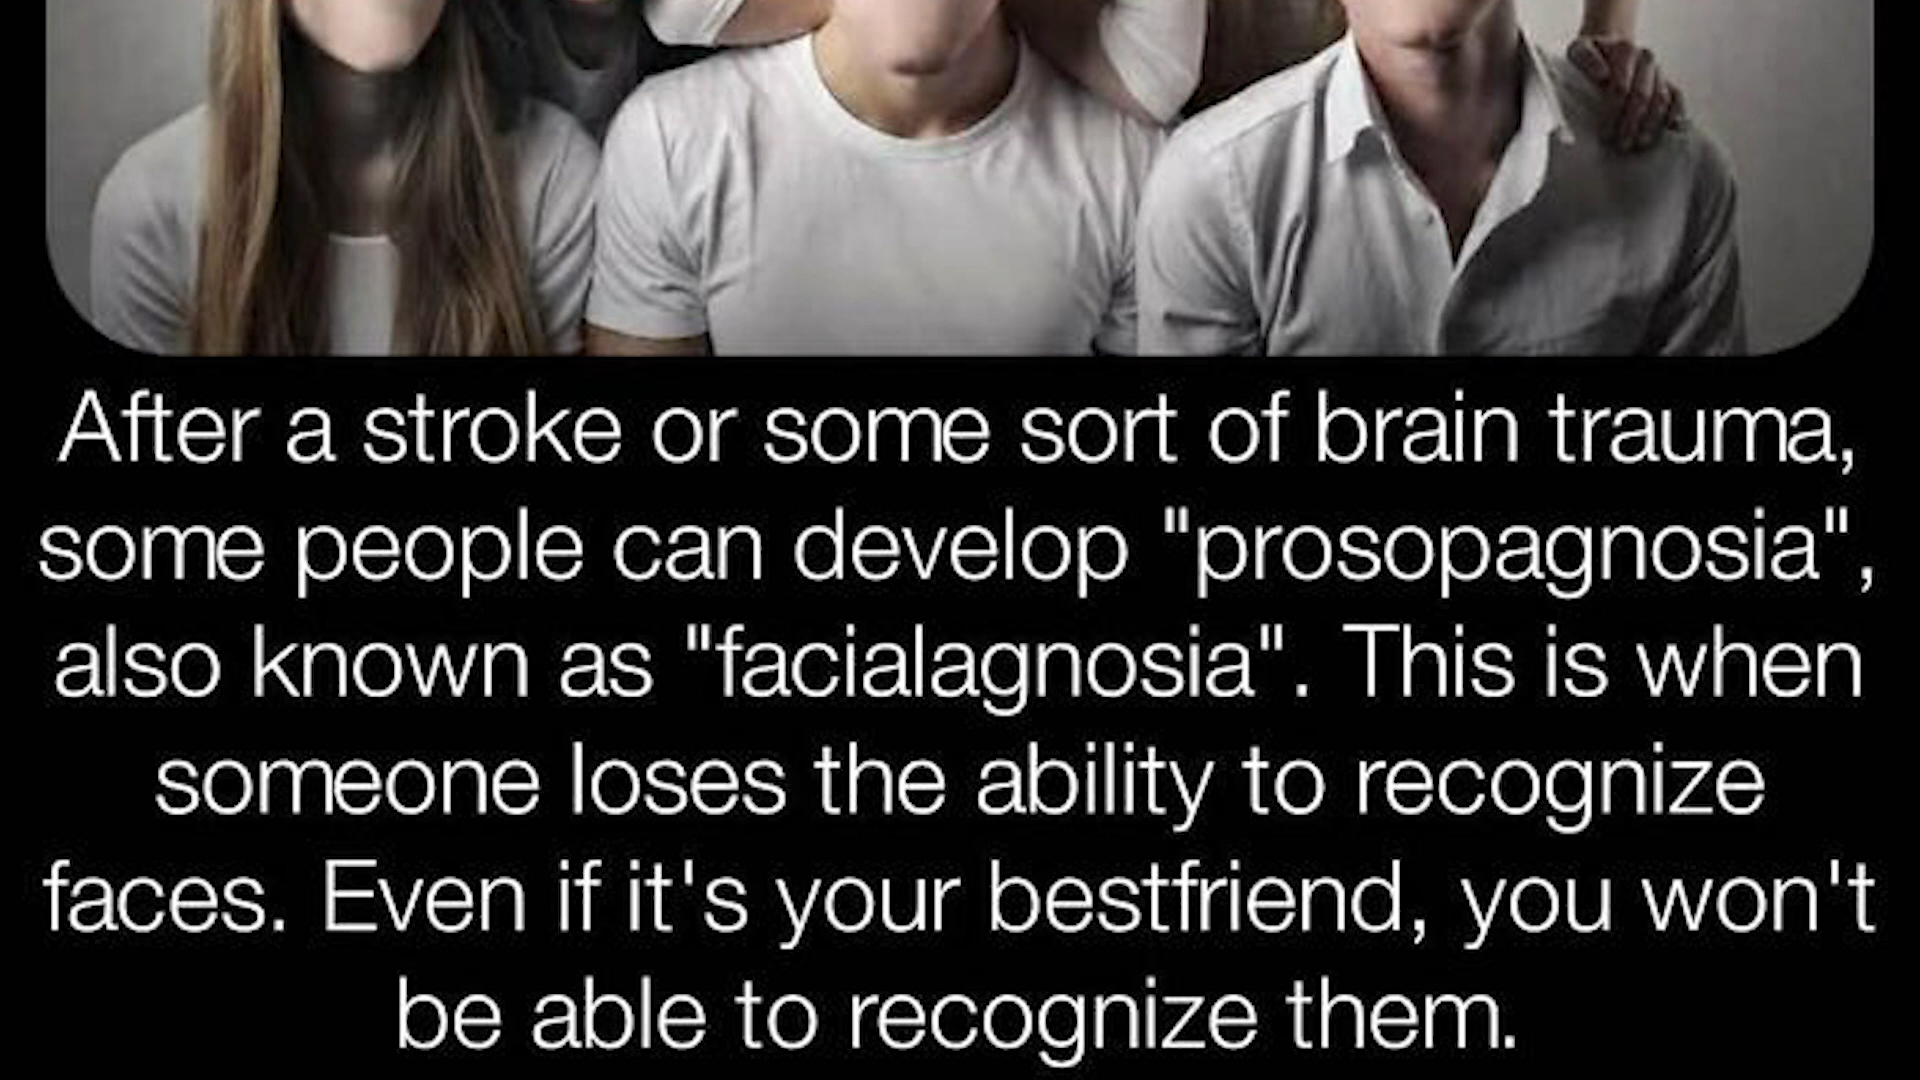 After a stroke or some sort of brain trauma,
some people can develop "prosopagnosia",
also known as "facialagnosia". This is when
someone loses the ability to recognize
faces. Even if it's your bestfriend, you won't
be able to recognize them.